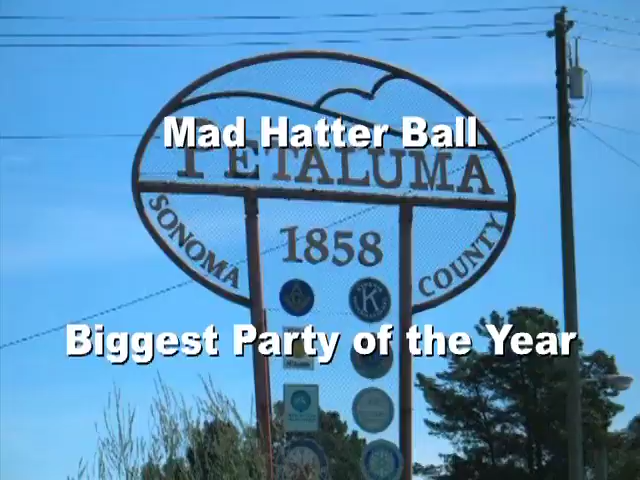 Mad Hatter Ball
PETALUMA
SONOMA
1858
COUNTY
K
Biggest Party of the Year